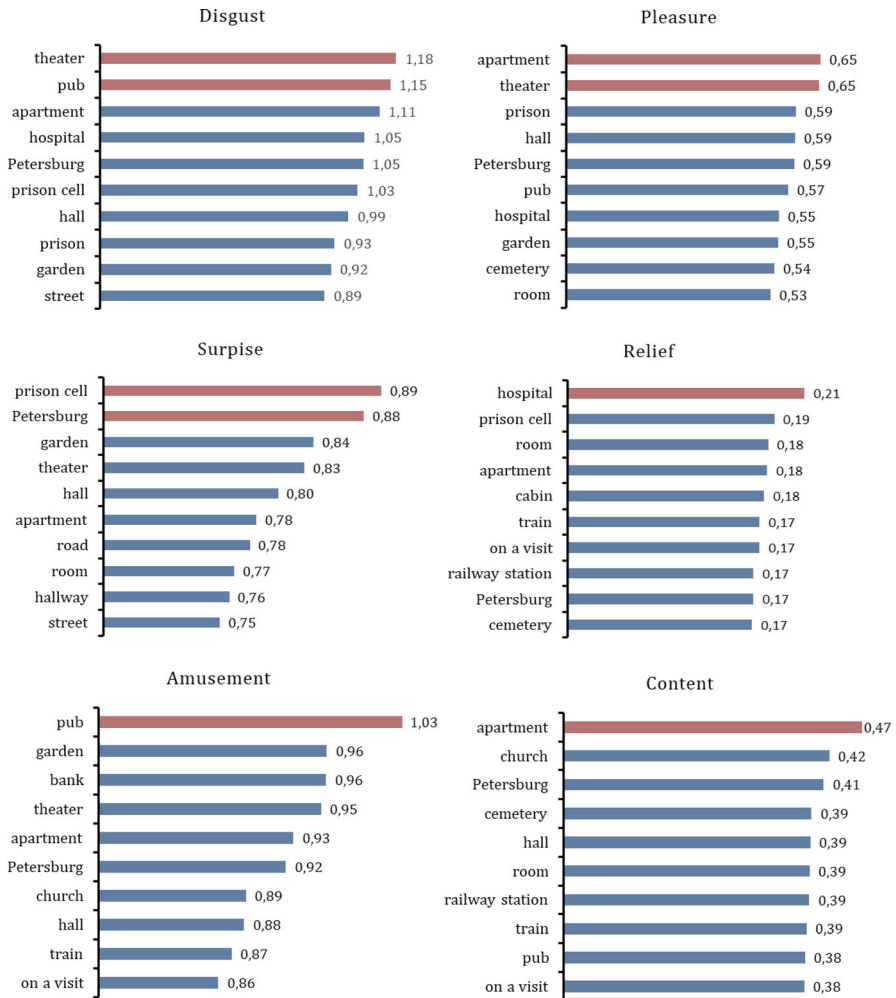 Disgust
theater 1,18
pub 1,15
apartment 1,11
hospital 1,05
Petersburg 1,05
prison cell 1,03
hall 0,99
prison 0,93
garden 0,92
street 0,89
Pleasure
apartment 0,65
theater 0,65
prison 0,59
hall 0,59
Petersburg 0,59
pub 0,57
hospital 0,55
garden 0,55
cemetery 0,54
room 0,53
Surpise
prison cell 0,89
Petersburg 0,88
garden 0,84
theater 0,83
hall 0,80
apartment 0,78
road 0,78
room 0,77
hallway 0,76
street 0,75
Relief
hospital 0,21
prison cell 0,19
room 0,18
apartment 0,18
cabin 0,18
train 0,17
on a visit 0,17
railway station 0,17
Petersburg 0,17
cemetery 0,17
Amusement
pub 1,03
garden 0,96
bank 0,96
theater 0,95
apartment 0,93
Petersburg 0,92
church 0,89
hall 0,88
train 0,87
on a visit 0,86
Content
apartment 0,47
church 0,42
Petersburg 0,41
cemetery 0,39
hall 0,39
room 0,39
railway station 0,39
train 0,39
pub 0,38
on a visit 0,38